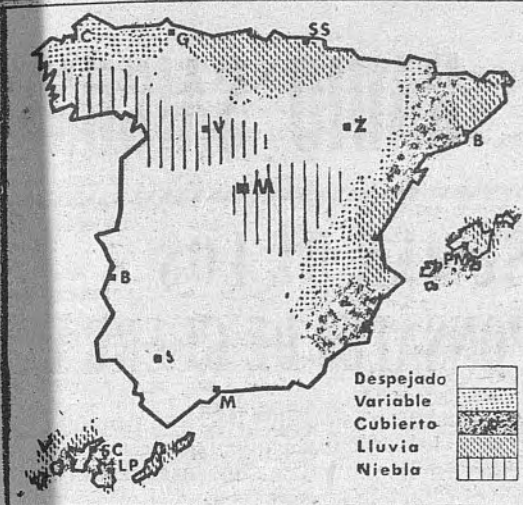 C
G
SS
V
Z
B
M
PM
B
S
M
SC
LP
Despejado
Variable
Cubierto
Lluvia
Niebla